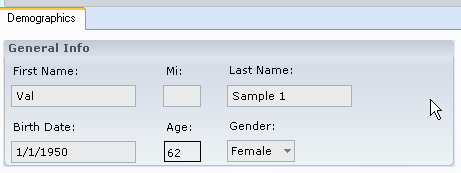 Demographics
General Info
First Name: Mi: Last Name:
Val Sample 1
Birth Date: Age: Gender:
1/1/1950 62 Female